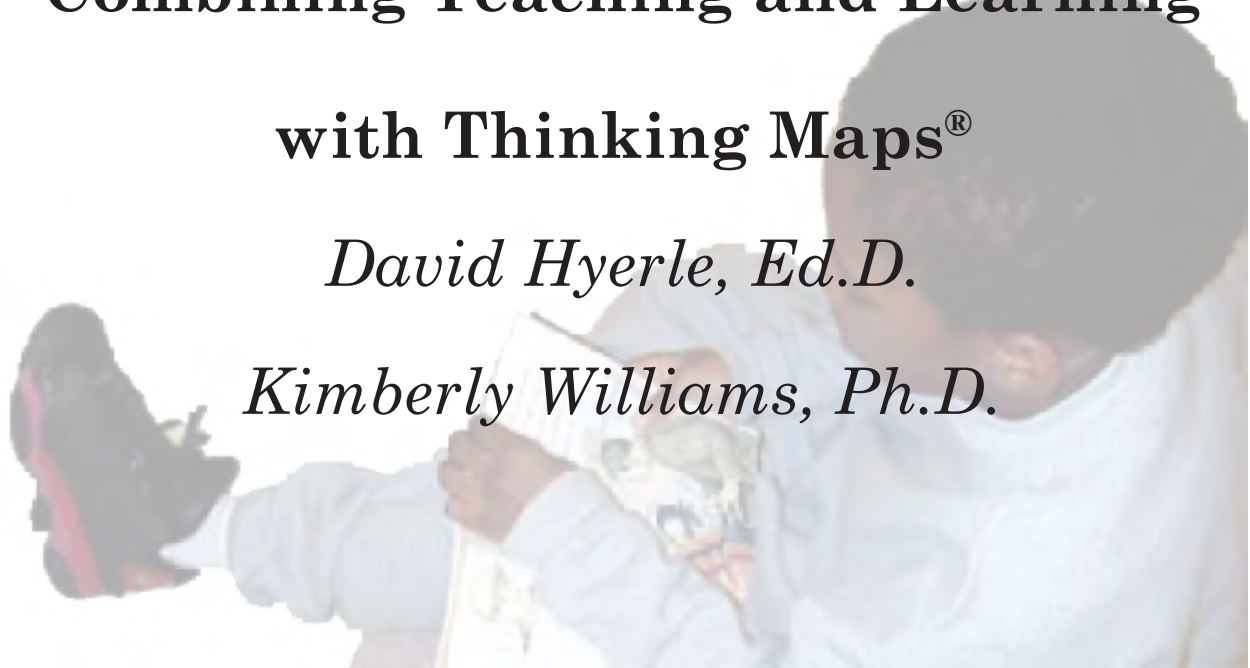 Combining Teaching and Learning
with Thinking Maps®
David Hyerle, Ed.D.
Kimberly Williams, Ph.D.